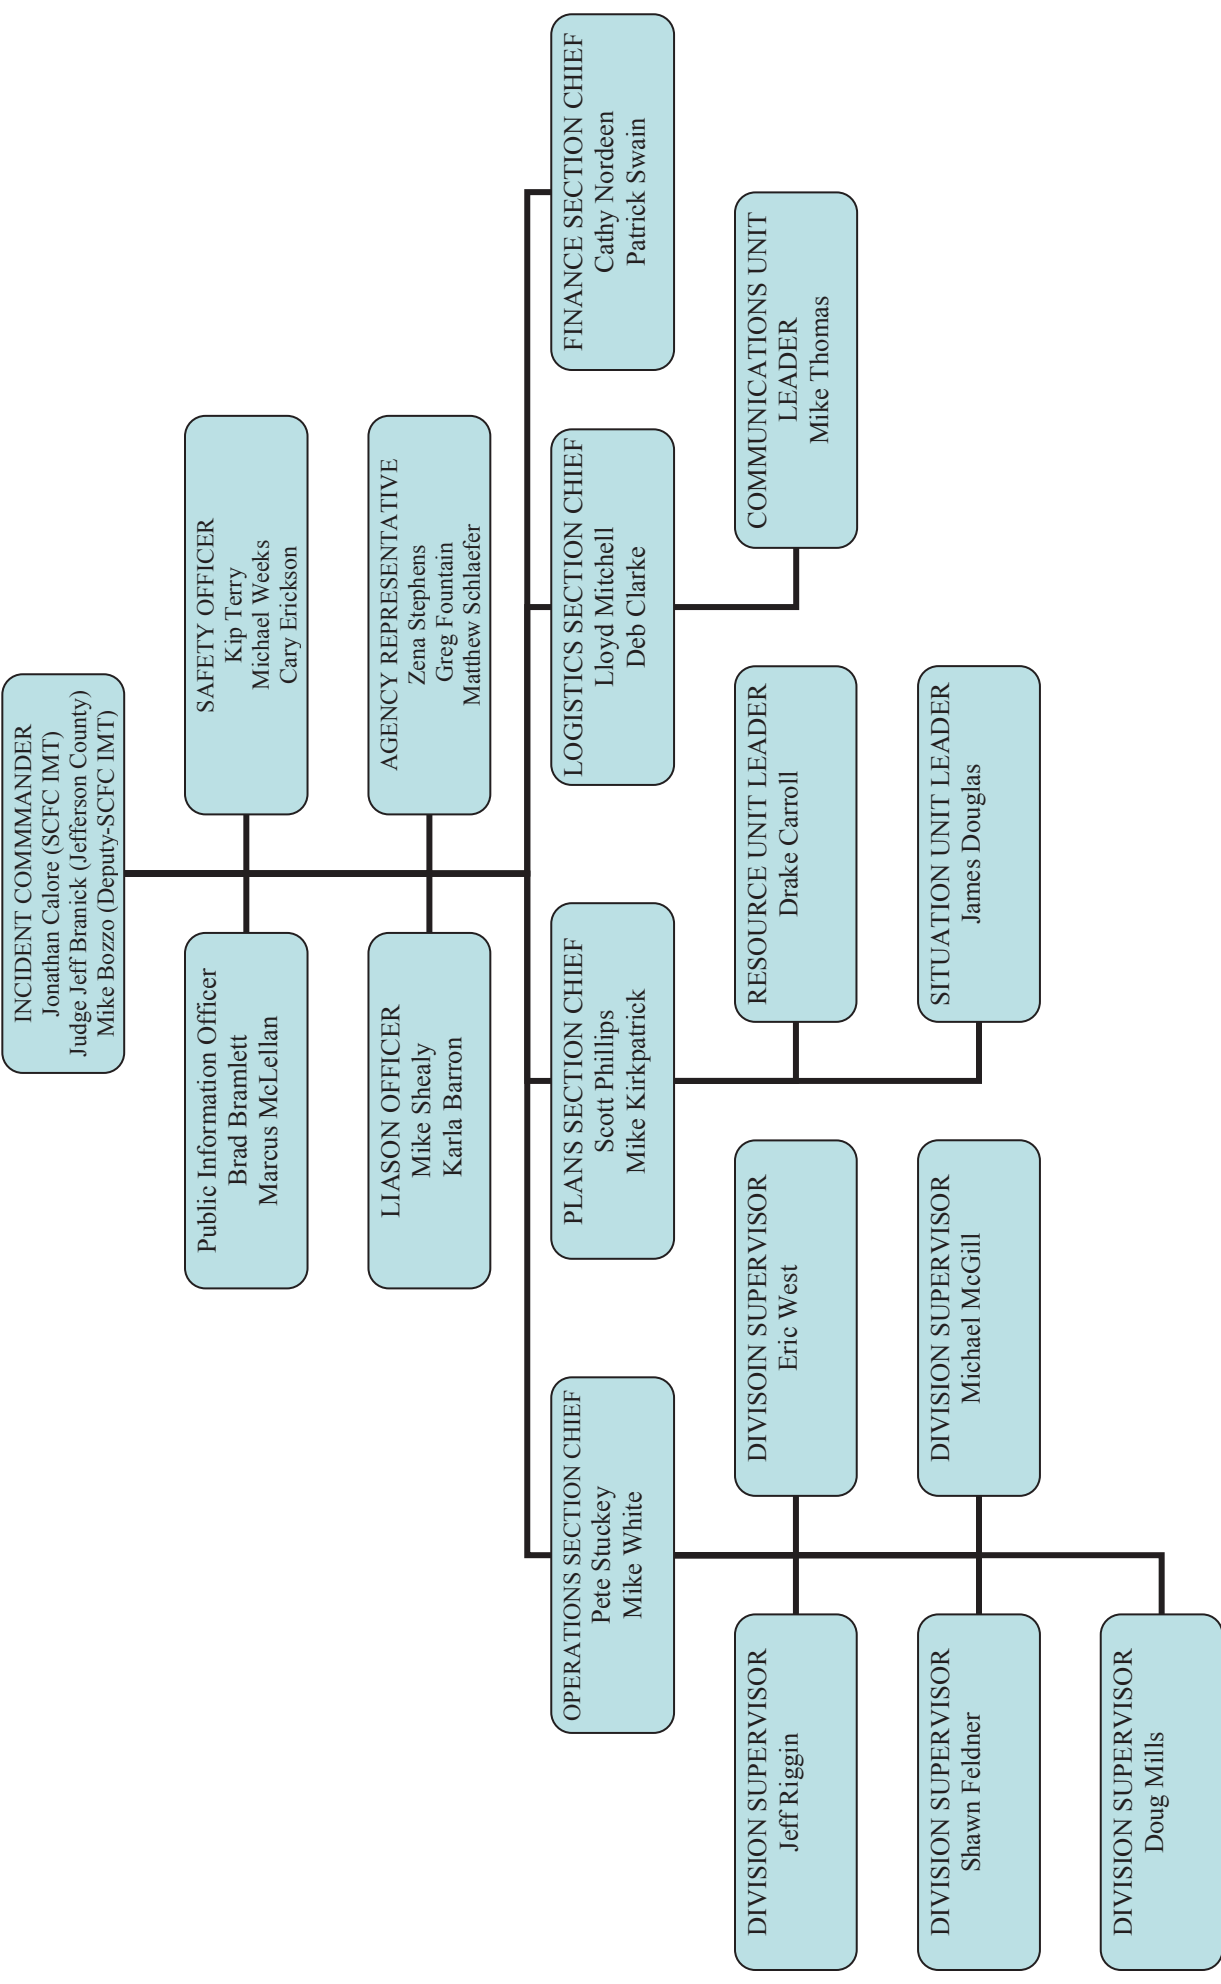 INCIDENT COMMMANDER
Jonathan Calore (SCFC IMT)
Judge Jeff Branick (Jefferson County)
Mike Bozzo (Deputy-SCFC IMT)
Public Information Officer
Brad Bramlett
Marcus McLellan
SAFETY OFFICER
Kip Terry
Michael Weeks
Cary Erickson
LIASON OFFICER
Mike Shealy
Karla Barron
AGENCY REPRESENTATIVE
Zena Stephens
Greg Fountain
Matthew Schlaefer
OPERATIONS SECTION CHIEF
Pete Stuckey
Mike White
PLANS SECTION CHIEF
Scott Phillips
Mike Kirkpatrick
LOGISTICS SECTION CHIEF
Lloyd Mitchell
Deb Clarke
FINANCE SECTION CHIEF
Cathy Nordeen
Patrick Swain
DIVISION SUPERVISOR
Jeff Riggin
DIVISOIN SUPERVISOR
Eric West
RESOURCE UNIT LEADER
Drake Carroll
COMMUNICATIONS UNIT
LEADER
Mike Thomas
DIVISION SUPERVISOR
Shawn Feldner
DIVISION SUPERVISOR
Michael McGill
SITUATION UNIT LEADER
James Douglas
DIVISION SUPERVISOR
Doug Mills